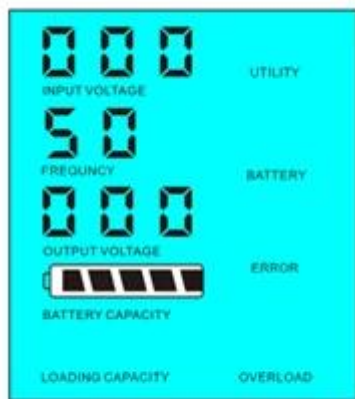 000
UTILITY
INPUT VOLTAGE
50
FREQUNCY
BATTERY
000
OUTPUT VOLTAGE
ERROR
BATTERY CAPACITY
LOADING CAPACITY
OVERLOAD